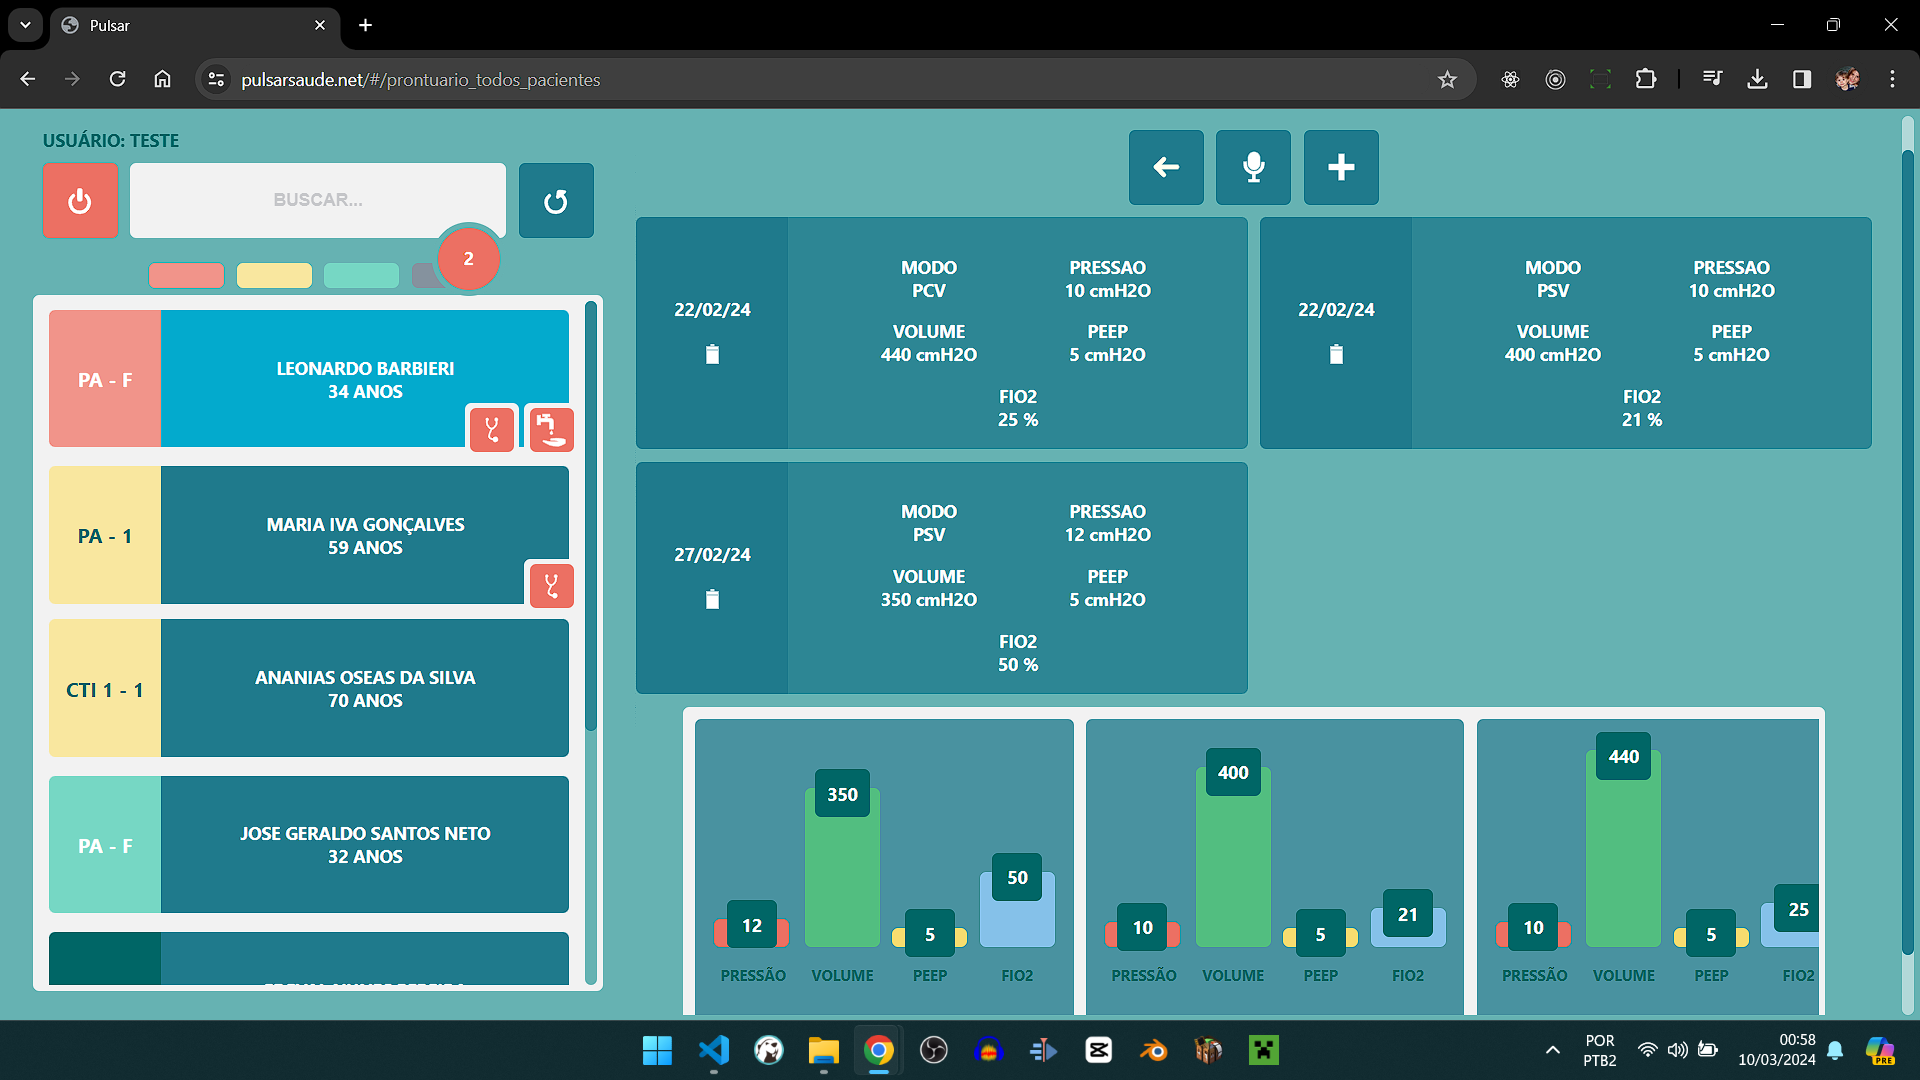 Pulsar
pulsarsaude.net/#/prontuario_todos_pacientes
USUÁRIO: TESTE
BUSCAR...
2
PA - F
LEONARDO BARBIERI
34 ANOS
PA - 1
MARIA IVA GONÇALVES
59 ANOS
CTI 1 - 1
ANANIAS OSEAS DA SILVA
70 ANOS
PA - F
JOSE GERALDO SANTOS NETO
32 ANOS
22/02/24
MODO
PCV
PRESSAO
10 cmH2O
VOLUME
440 cmH2O
PEEP
5 cmH2O
FIO2
25 %
22/02/24
MODO
PSV
PRESSAO
10 cmH2O
VOLUME
400 cmH2O
PEEP
5 cmH2O
FIO2
21 %
27/02/24
MODO
PSV
PRESSAO
12 cmH2O
VOLUME
350 cmH2O
PEEP
5 cmH2O
FIO2
50 %
12
350
5
50
PRESSÃO VOLUME PEEP FIO2
10
400
5
21
PRESSÃO VOLUME PEEP FIO2
10
440
5
25
PRESSÃO VOLUME PEEP FIO2
POR
PTB2
00:58
10/03/2024
PRE